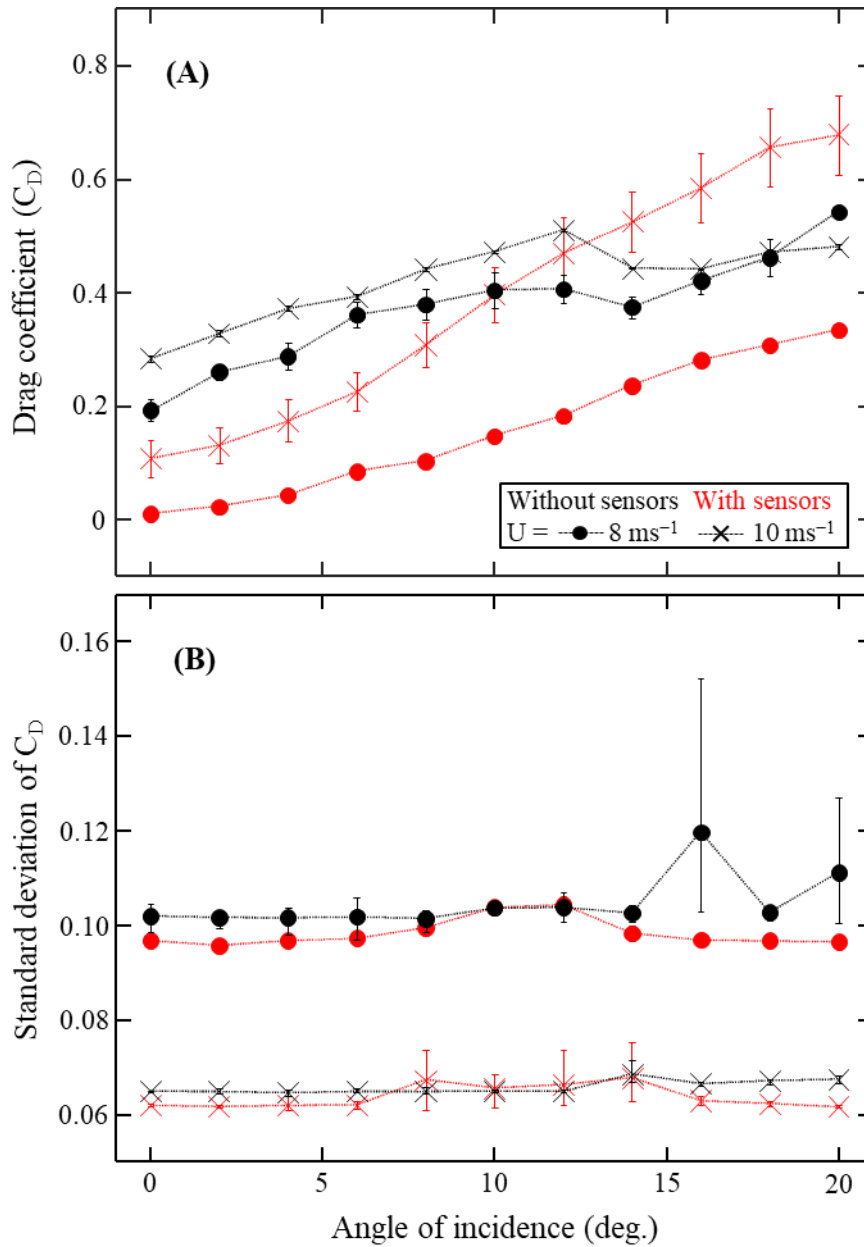 (A)
0.8
0.6
0.4
0.2
0
Drag coefficient (C_D)
Without sensors With sensors
U = 8 ms⁻¹ 10 ms⁻¹
(B)
0.16
0.14
0.12
0.10
0.08
0.06
Standard deviation of C_D
0 5 10 15 20
Angle of incidence (deg.)